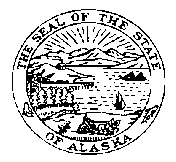 THE SEAL OF THE STATE
OF ALASKA